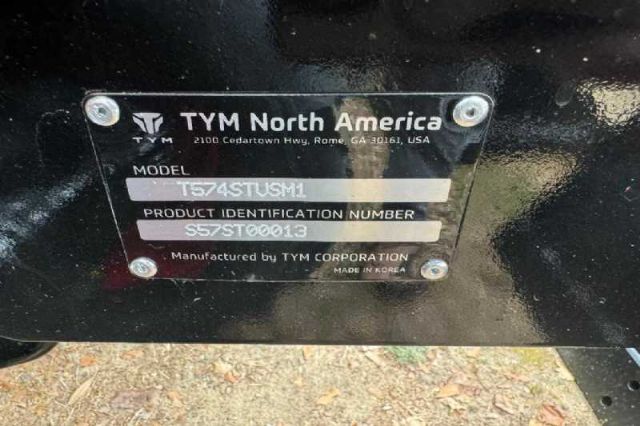 TYM
TYM North America
2100 Cedartown Hwy, Rome, GA 30161, USA
MODEL
T574STUSM1
PRODUCT IDENTIFICATION NUMBER
S57ST00013
Manufactured by TYM CORPORATION
MADE IN KOREA